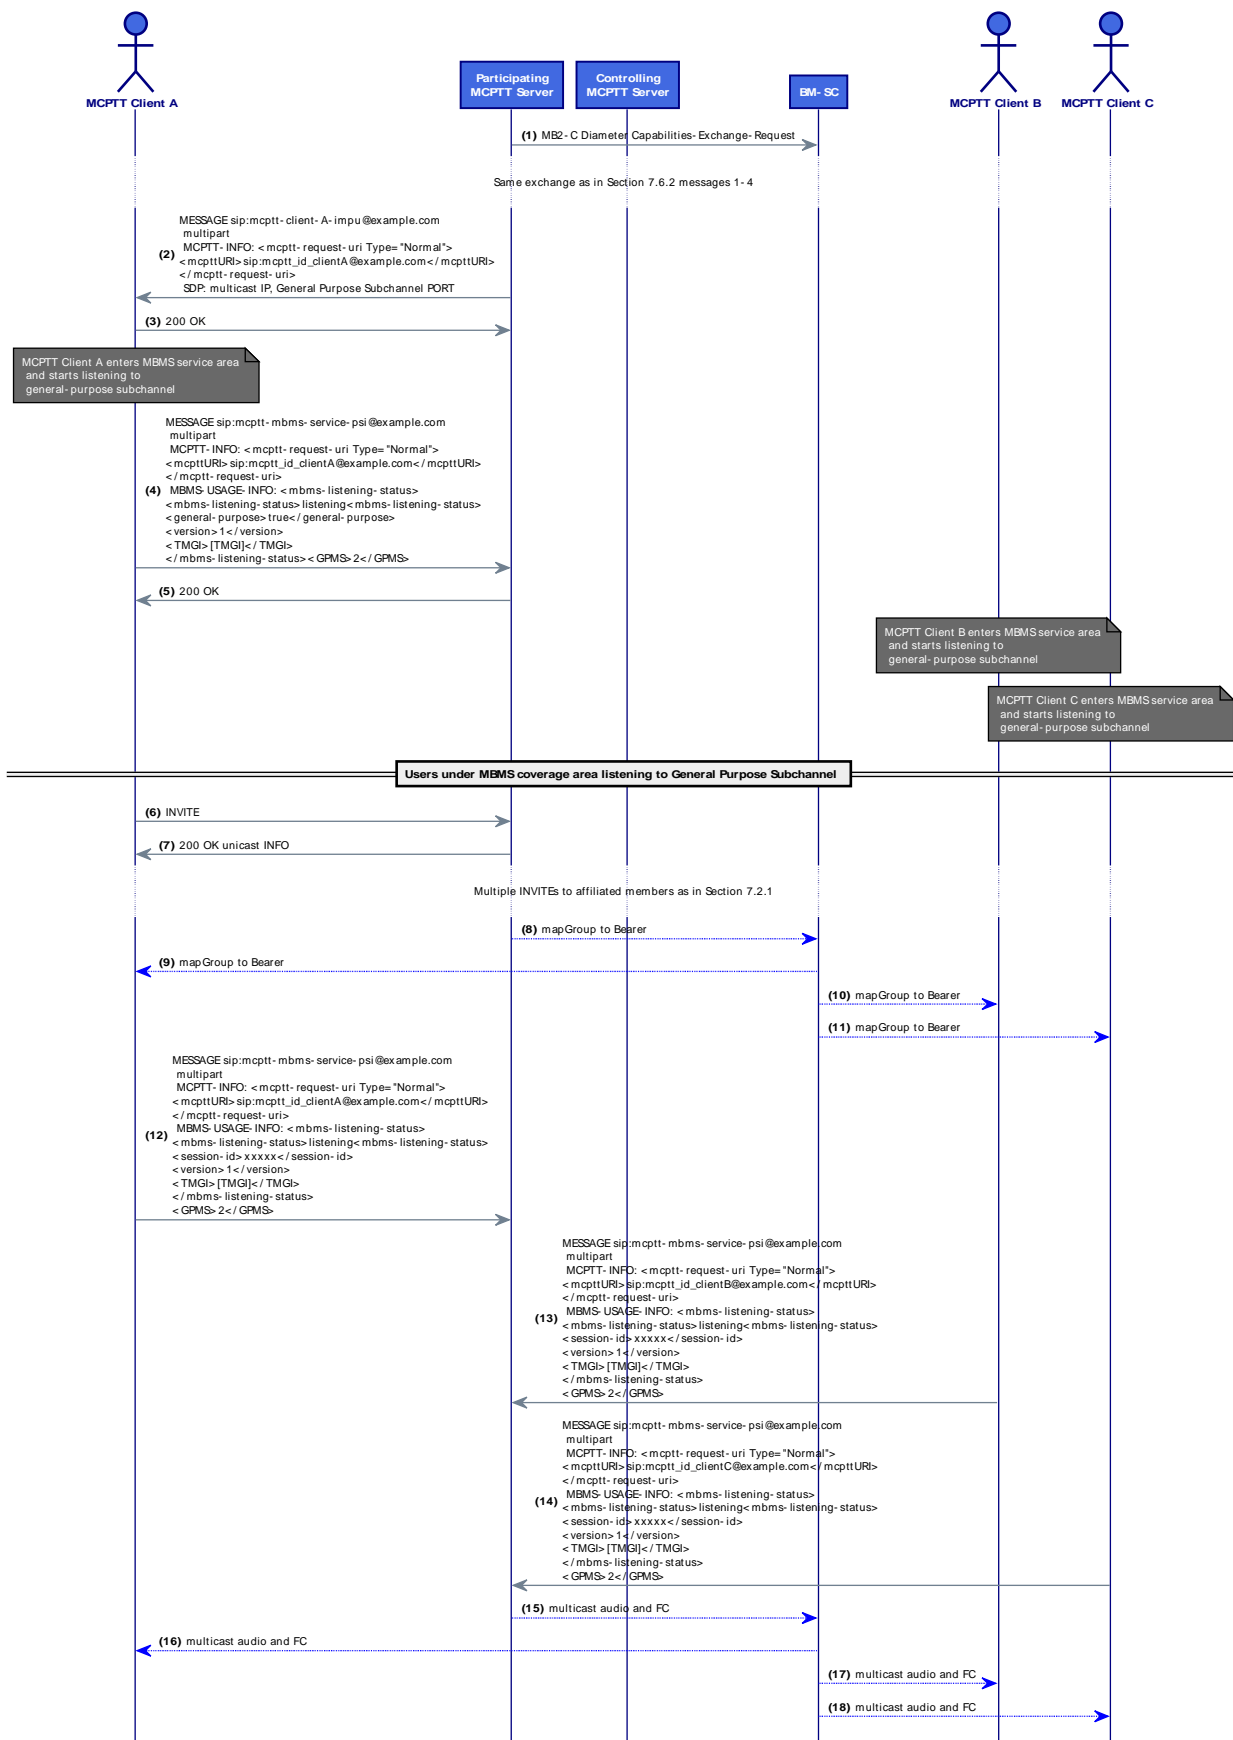 MCPTT Client A
Participating
MCPTT Server
Controlling
MCPTT Server
BM-SC
MCPTT Client B
MCPTT Client C
(1) MB2-C Diameter Capabilities-Exchange-Request
Same exchange as in Section 7.6.2 messages 1-4
MESSAGE sip:mcptt-client-A-impu@example.com
multipart
MCPTT-INFO: <mcptt-request-uri Type="Normal">
(2) <mcpttURI>sip:mcptt_id_clientA@example.com</mcpttURI>
</mcptt-request-uri>
SDP: multicast IP, General Purpose Subchannel PORT
(3) 200 OK
MCPTT Client A enters MBMS service area
and starts listening to
general-purpose subchannel
MESSAGE sip:mcptt-mbms-service-psi@example.com
multipart
MCPTT-INFO: <mcptt-request-uri Type="Normal">
<mcpttURI>sip:mcptt_id_clientA@example.com</mcpttURI>
</mcptt-request-uri>
(4) MBMS-USAGE-INFO: <mbms-listening-status>
<mbms-listening-status>listening<mbms-listening-status>
<general-purpose>true</general-purpose>
<version>1</version>
<TMGI>[TMGI]</TMGI>
</mbms-listening-status><GPMS>2</GPMS>
(5) 200 OK
MCPTT Client B enters MBMS service area
and starts listening to
general-purpose subchannel
MCPTT Client C enters MBMS service area
and starts listening to
general-purpose subchannel
Users under MBMS coverage area listening to General Purpose Subchannel
(6) INVITE
(7) 200 OK unicast INFO
Multiple INVITEs to affiliated members as in Section 7.2.1
(8) mapGroup to Bearer
(9) mapGroup to Bearer
(10) mapGroup to Bearer
(11) mapGroup to Bearer
MESSAGE sip:mcptt-mbms-service-psi@example.com
multipart
MCPTT-INFO: <mcptt-request-uri Type="Normal">
<mcpttURI>sip:mcptt_id_clientA@example.com</mcpttURI>
</mcptt-request-uri>
(12) MBMS-USAGE-INFO: <mbms-listening-status>
<mbms-listening-status>listening<mbms-listening-status>
<session-id>xxxxx</session-id>
<version>1</version>
<TMGI>[TMGI]</TMGI>
</mbms-listening-status>
<GPMS>2</GPMS>
MESSAGE sip:mcptt-mbms-service-psi@example.com
multipart
MCPTT-INFO: <mcptt-request-uri Type="Normal">
<mcpttURI>sip:mcptt_id_clientB@example.com</mcpttURI>
</mcptt-request-uri>
(13) MBMS-USAGE-INFO: <mbms-listening-status>
<mbms-listening-status>listening<mbms-listening-status>
<session-id>xxxxx</session-id>
<version>1</version>
<TMGI>[TMGI]</TMGI>
</mbms-listening-status>
<GPMS>2</GPMS>
MESSAGE sip:mcptt-mbms-service-psi@example.com
multipart
MCPTT-INFO: <mcptt-request-uri Type="Normal">
<mcpttURI>sip:mcptt_id_clientC@example.com</mcpttURI>
</mcptt-request-uri>
(14) MBMS-USAGE-INFO: <mbms-listening-status>
<mbms-listening-status>listening<mbms-listening-status>
<session-id>xxxxx</session-id>
<version>1</version>
<TMGI>[TMGI]</TMGI>
</mbms-listening-status>
<GPMS>2</GPMS>
(15) multicast audio and FC
(16) multicast audio and FC
(17) multicast audio and FC
(18) multicast audio and FC